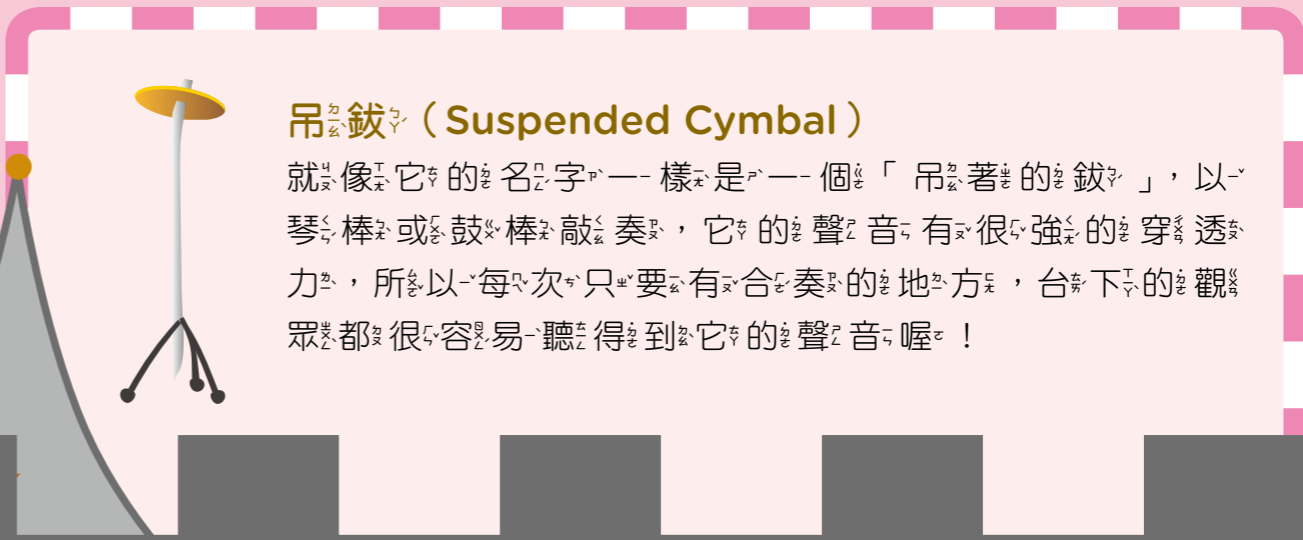 吊鈸（Suspended Cymbal）
就像它的名字一樣是一個「吊著的鈸」，以
琴棒或鼓棒敲奏，它的聲音有很強的穿透
力，所以每次只要有合奏的地方，台下的觀
眾都很容易聽得到它的聲音喔！